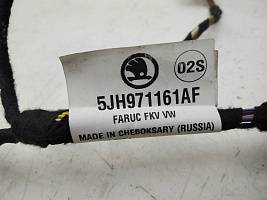 02S
5JH971161AF
FARUC FKV VW
MADE IN CHEBOKSARY (RUSSIA)